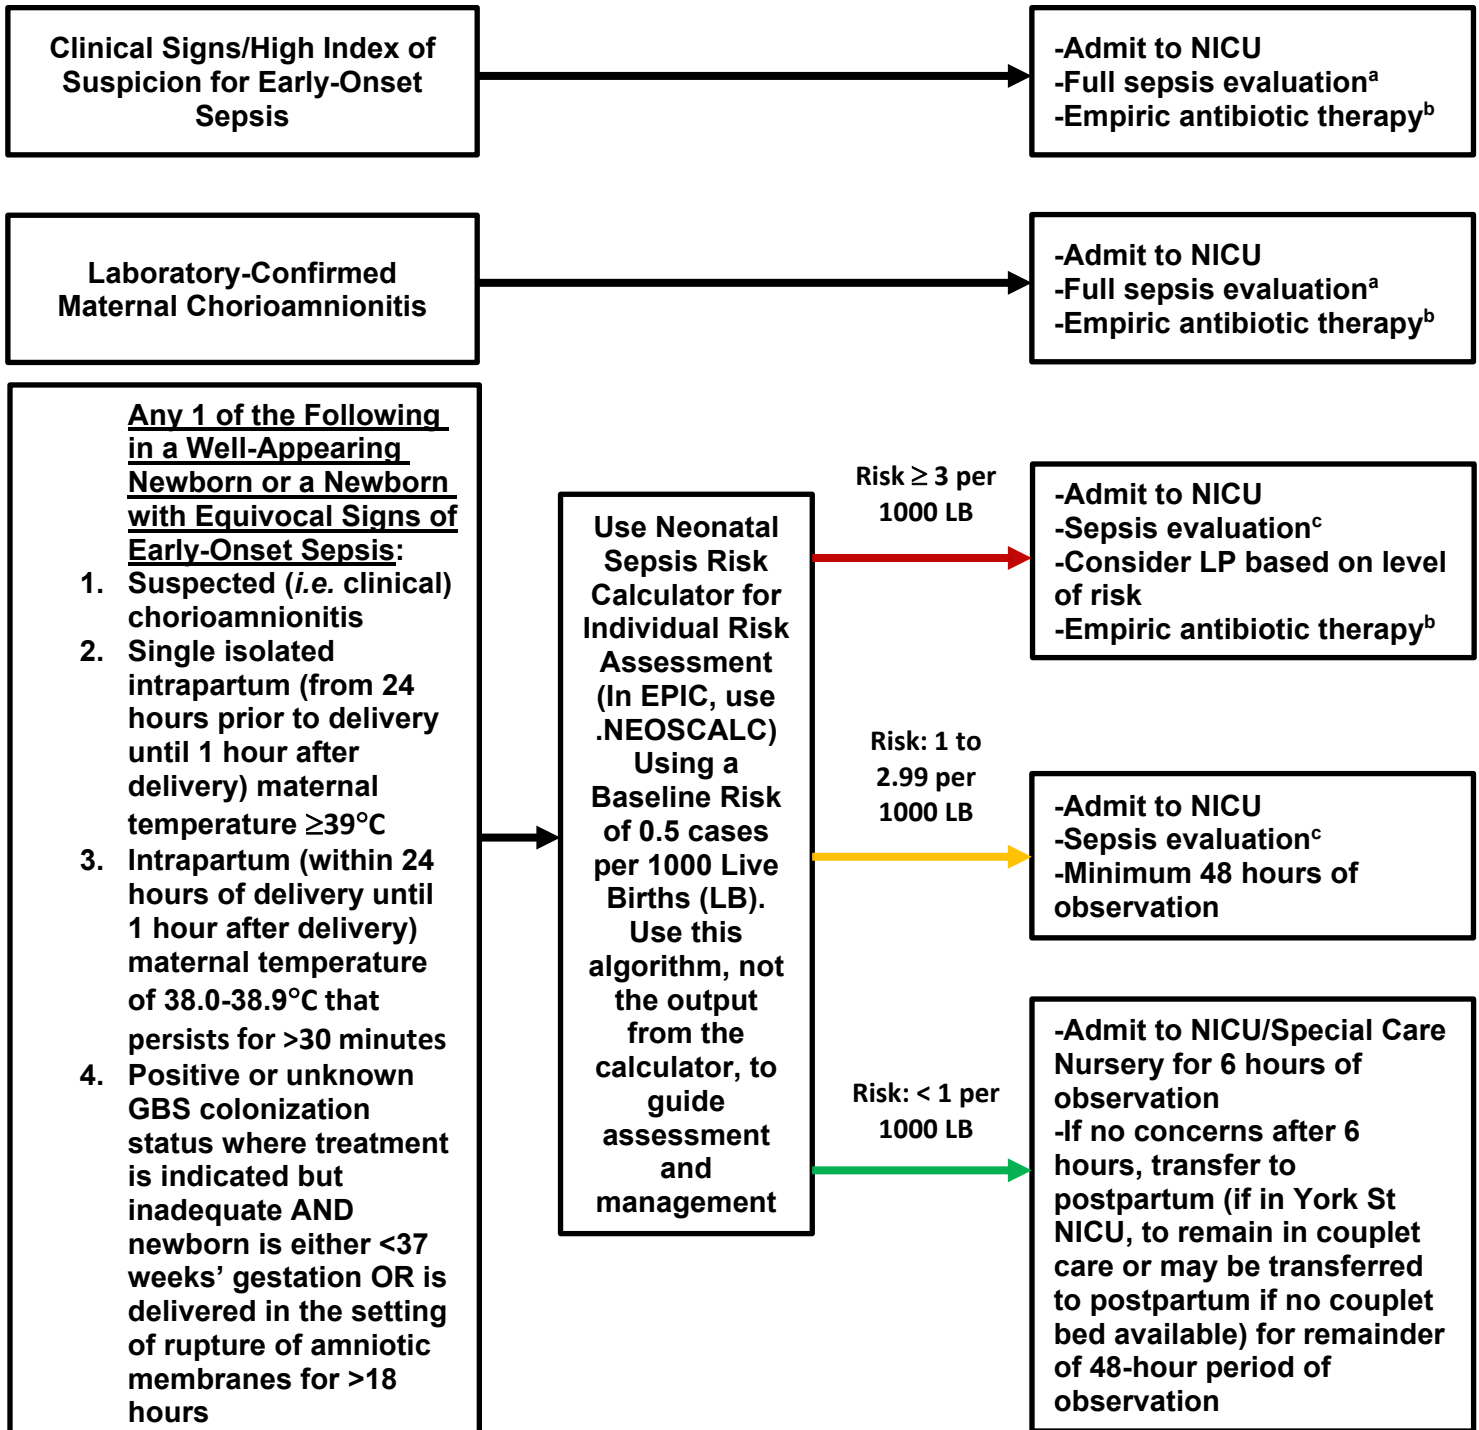 Clinical Signs/High Index of
Suspicion for Early-Onset
Sepsis
-Admit to NICU
-Full sepsis evaluationᵃ
-Empiric antibiotic therapyᵇ
Laboratory-Confirmed
Maternal Chorioamnionitis
-Admit to NICU
-Full sepsis evaluationᵃ
-Empiric antibiotic therapyᵇ
Any 1 of the Following
in a Well-Appearing
Newborn or a Newborn
with Equivocal Signs of
Early-Onset Sepsis:
1. Suspected (i.e. clinical)
chorioamnionitis
2. Single isolated
intrapartum (from 24
hours prior to delivery
until 1 hour after
delivery) maternal
temperature ≥39°C
3. Intrapartum (within 24
hours of delivery until
1 hour after delivery)
maternal temperature
of 38.0-38.9°C that
persists for >30 minutes
4. Positive or unknown
GBS colonization
status where treatment
is indicated but
inadequate AND
newborn is either <37
weeks’ gestation OR is
delivered in the setting
of rupture of amniotic
membranes for >18
hours
Use Neonatal
Sepsis Risk
Calculator for
Individual Risk
Assessment
(In EPIC, use
.NEOSCALC)
Using a
Baseline Risk
of 0.5 cases
per 1000 Live
Births (LB).
Use this
algorithm, not
the output
from the
calculator, to
guide
assessment
and
management
Risk ≥ 3 per
1000 LB
-Admit to NICU
-Sepsis evaluationᶜ
-Consider LP based on level
of risk
-Empiric antibiotic therapyᵇ
Risk: 1 to
2.99 per
1000 LB
-Admit to NICU
-Sepsis evaluationᶜ
-Minimum 48 hours of
observation
Risk: < 1 per
1000 LB
-Admit to NICU/Special Care
Nursery for 6 hours of
observation
-If no concerns after 6
hours, transfer to
postpartum (if in York St
NICU, to remain in couplet
care or may be transferred
to postpartum if no couplet
bed available) for remainder
of 48-hour period of
observation